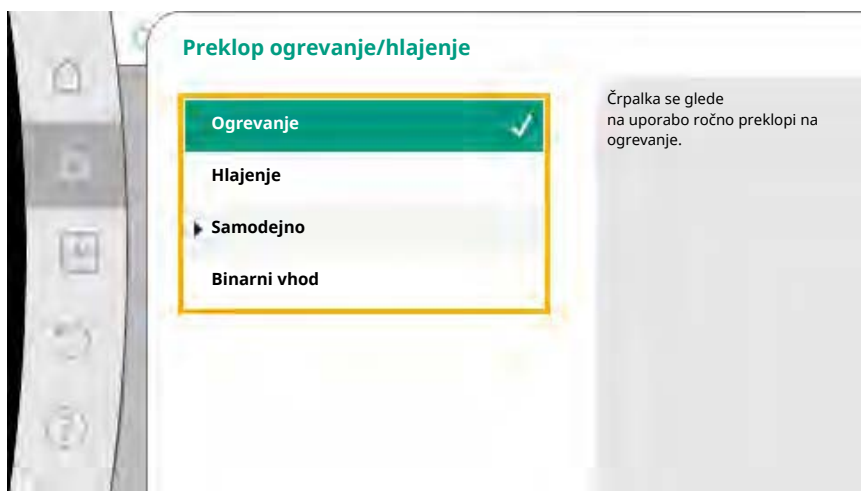 Preklop ogrevanje/hlajenje
Ogrevanje
Hlajenje
Samodejno
Binarni vhod
Črpalka se glede
na uporabo ročno preklopi na
ogrevanje.